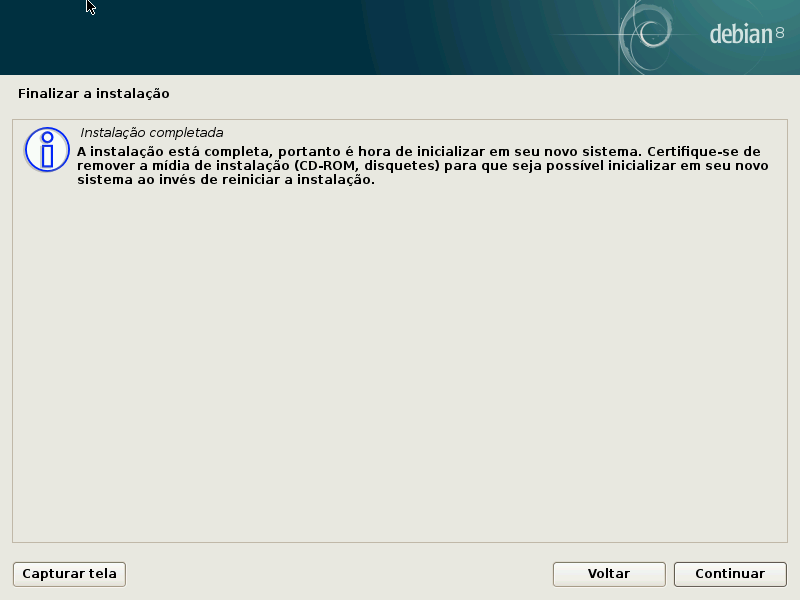 debian 8
Finalizar a instalação
Instalação completada
A instalação está completa, portanto é hora de inicializar em seu novo sistema. Certifique-se de
remover a mídia de instalação (CD-ROM, disquetes) para que seja possível inicializar em seu novo
sistema ao invés de reiniciar a instalação.
Capturar tela
Voltar
Continuar